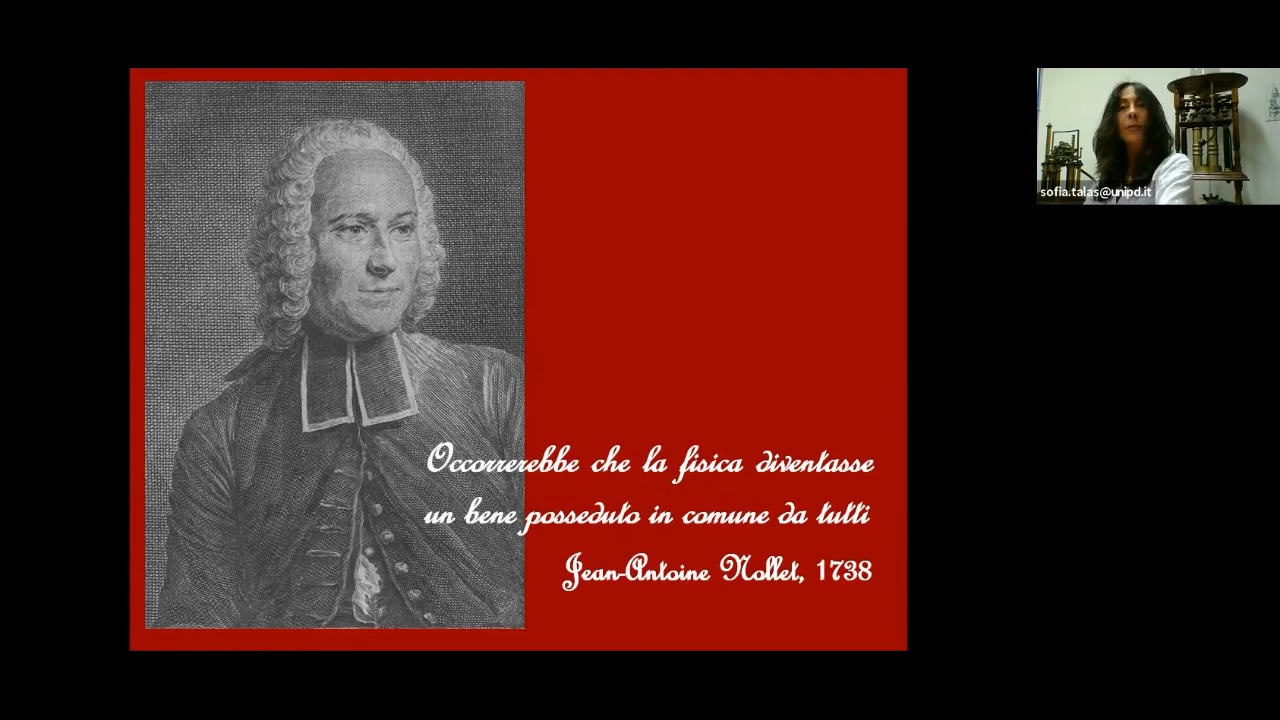 Occorrerebbe che la fisica diventasse
un bene posseduto in comune da tutti
Jean-Antoine Nollet, 1738
sofia.talas@unipd.it